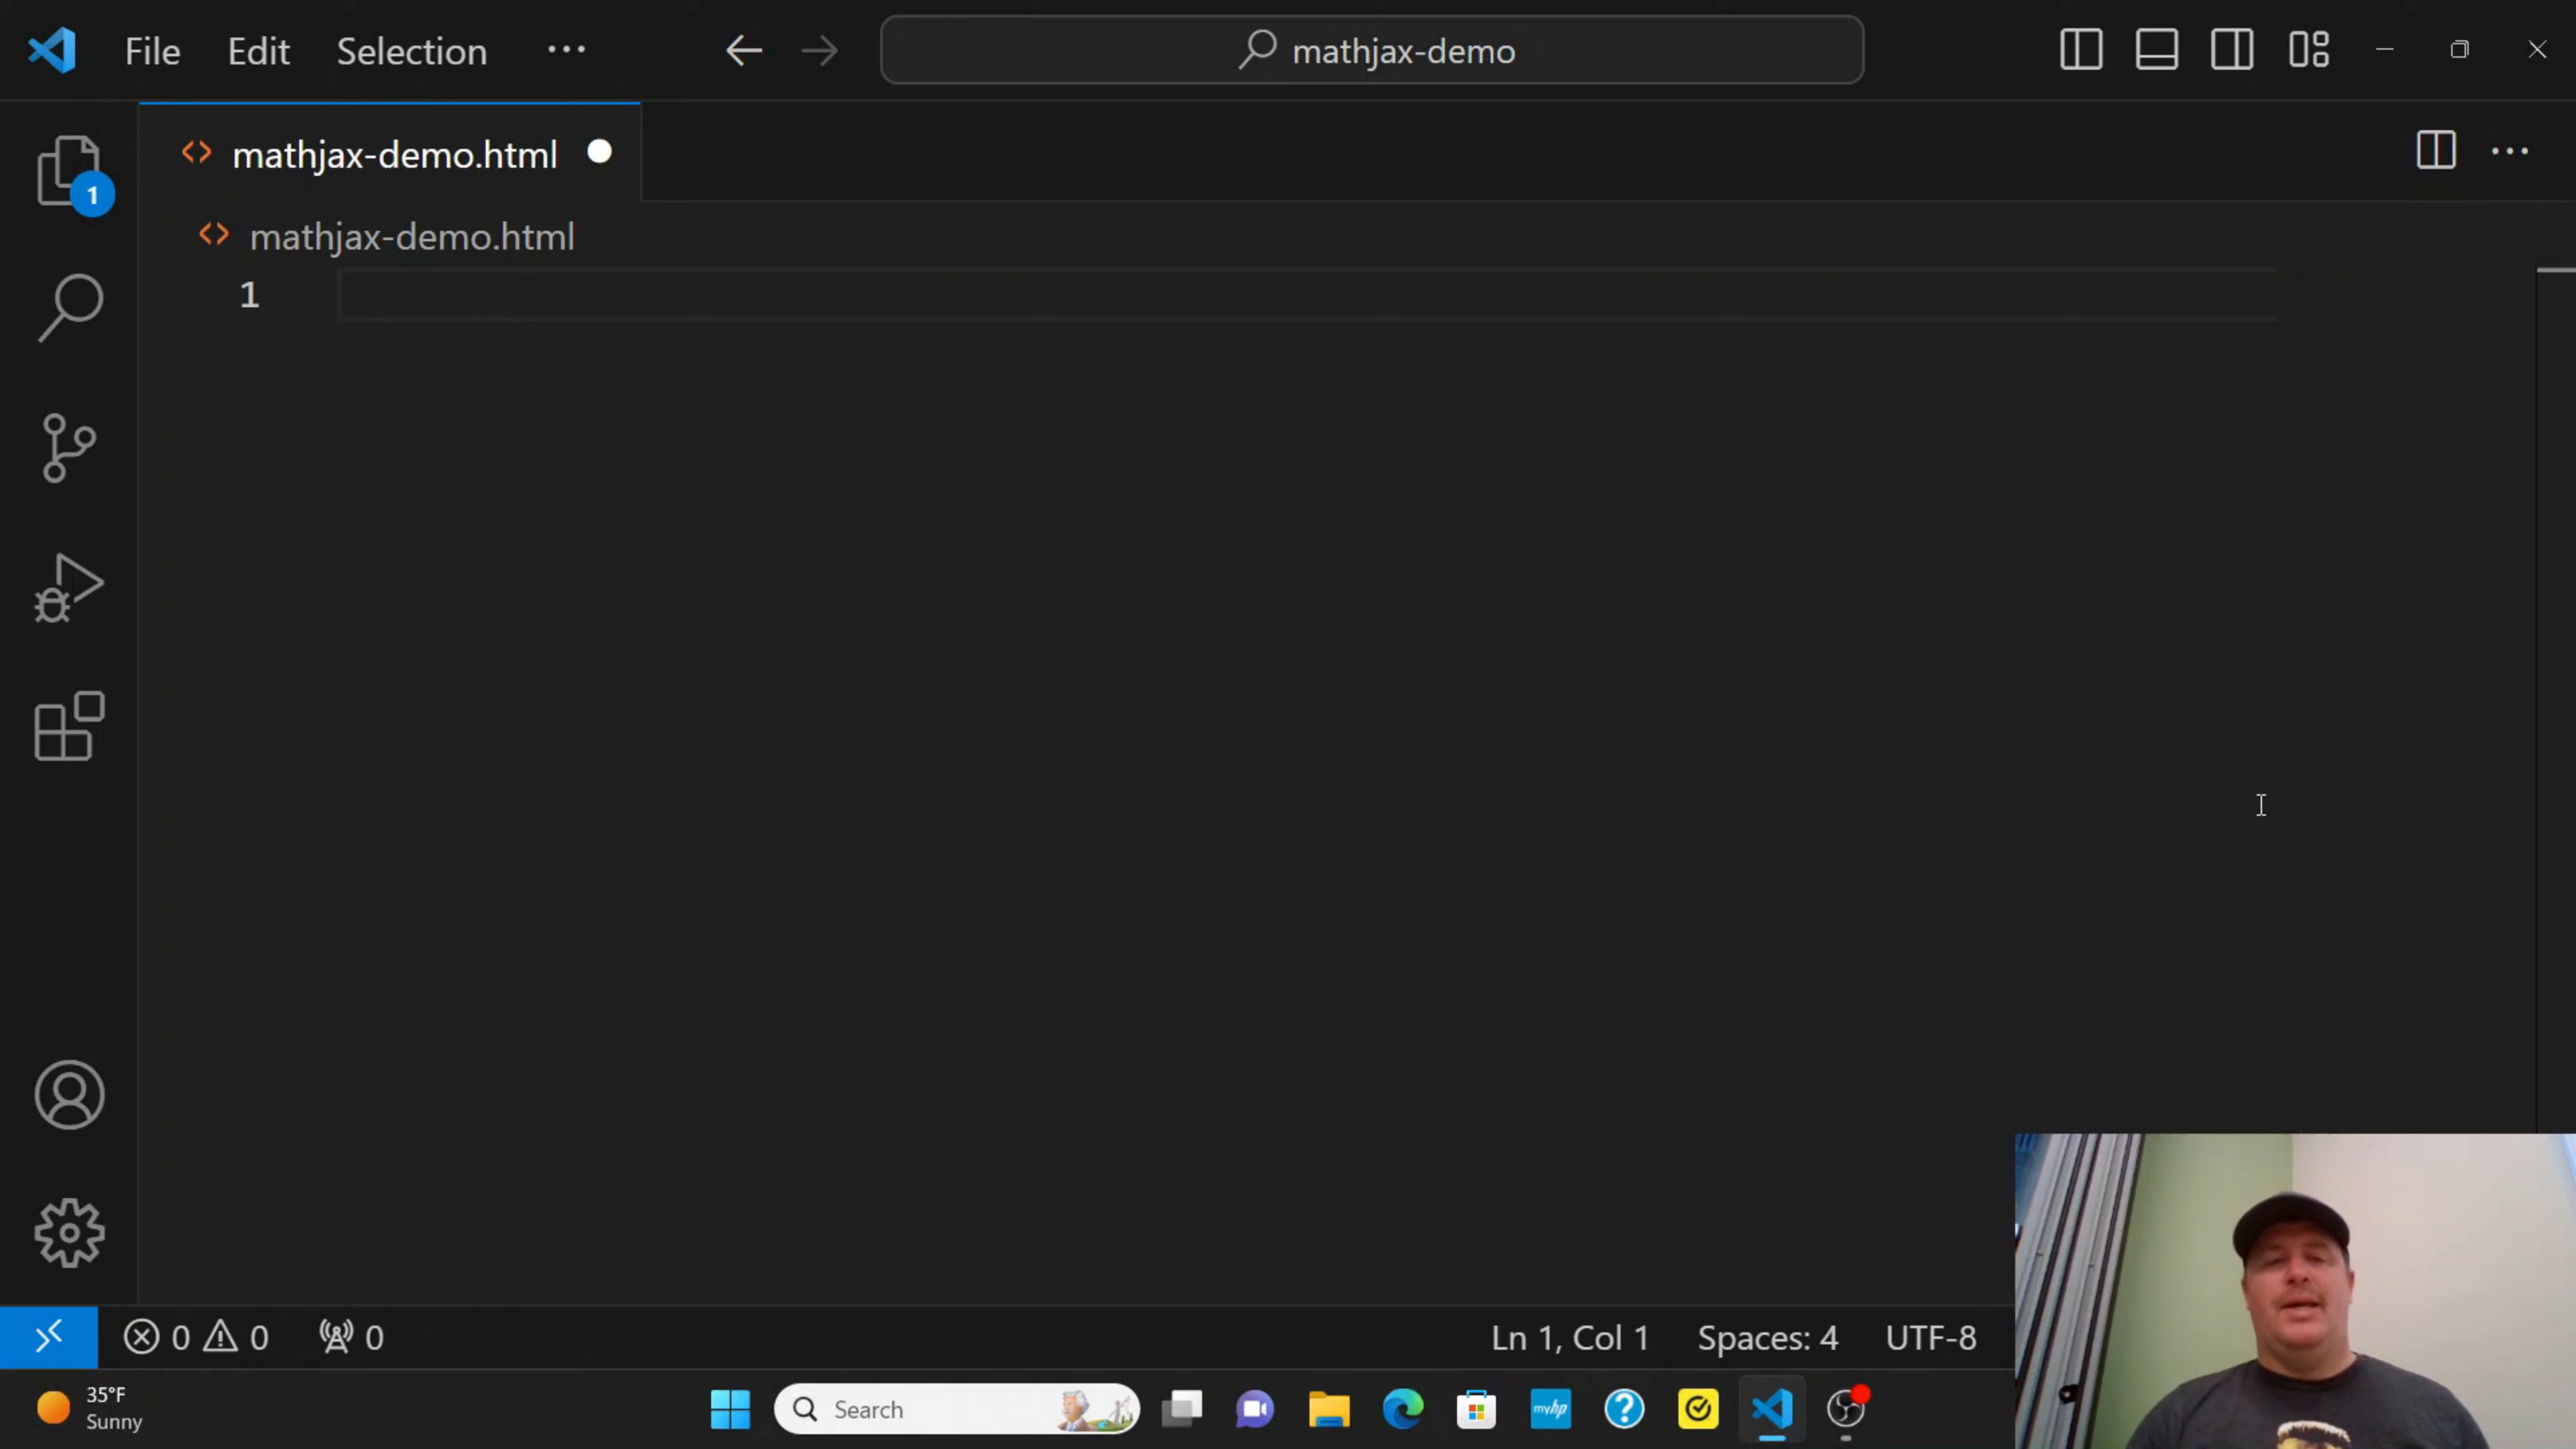 File Edit Selection ···
mathjax-demo
mathjax-demo.html
1
mathjax-demo.html
1
0 0 0
Ln 1, Col 1 Spaces: 4 UTF-8
35°F
Sunny
Search
myhp
?